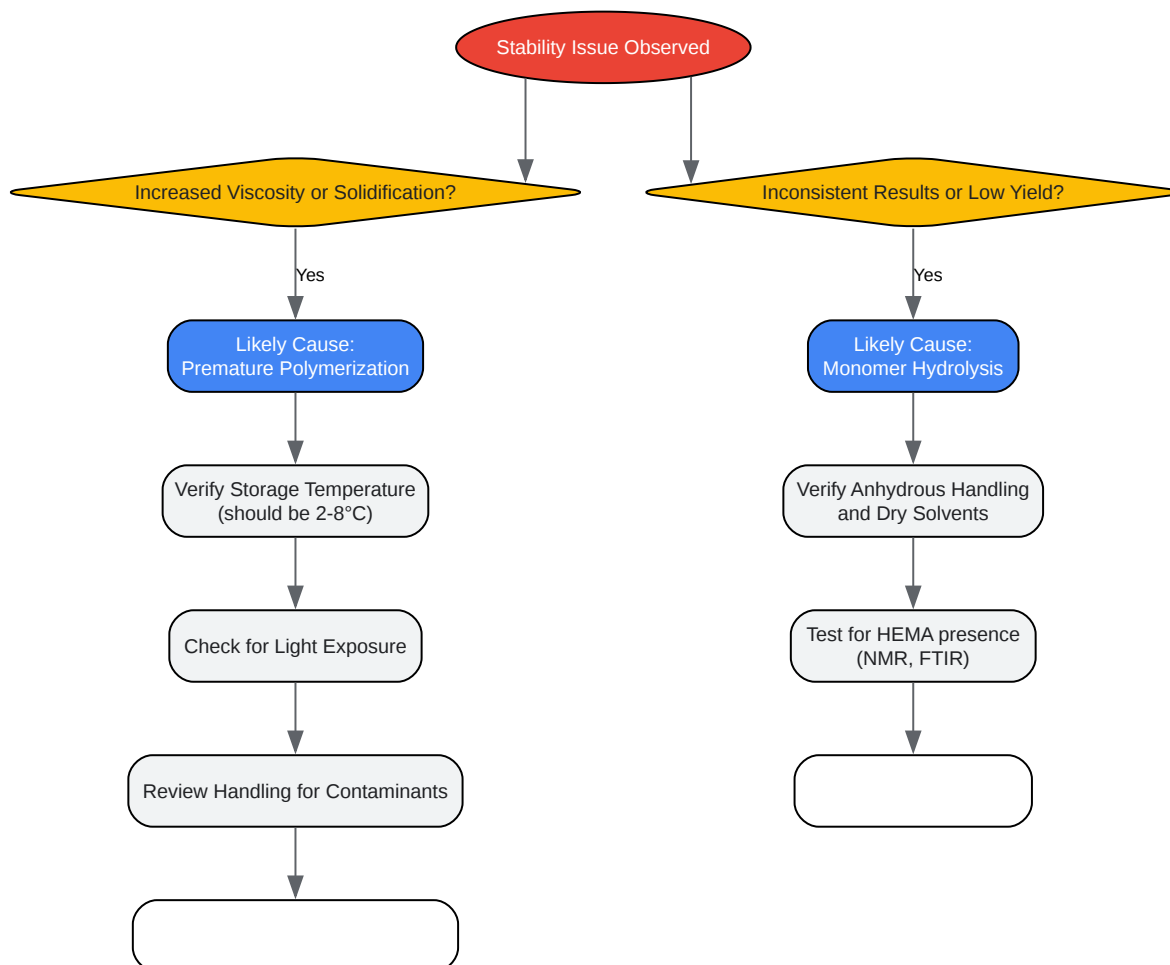 Stability Issue Observed
Increased Viscosity or Solidification?
Inconsistent Results or Low Yield?
Yes
Yes
Likely Cause:
Premature Polymerization
Likely Cause:
Monomer Hydrolysis
Verify Storage Temperature
(should be 2-8°C)
Verify Anhydrous Handling
and Dry Solvents
Check for Light Exposure
Test for HEMA presence
(NMR, FTIR)
Review Handling for Contaminants